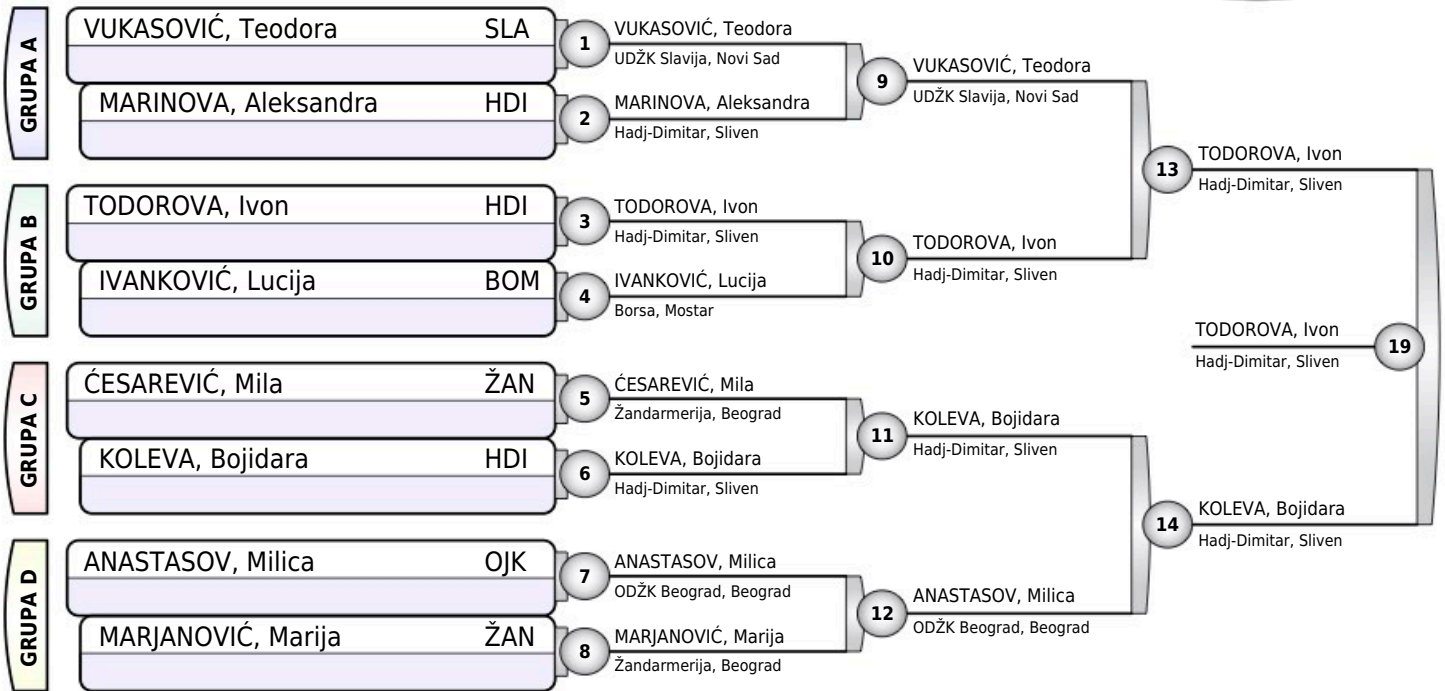 GRUPA A
VUKASOVIĆ, Teodora SLA
MARINOVA, Aleksandra HDI
1
VUKASOVIĆ, Teodora
UDŽK Slavija, Novi Sad
2
MARINOVA, Aleksandra
Hadj-Dimitar, Sliven
9
VUKASOVIĆ, Teodora
UDŽK Slavija, Novi Sad
GRUPA B
TODOROVA, Ivon HDI
IVANKOVIĆ, Lucija BOM
3
TODOROVA, Ivon
Hadj-Dimitar, Sliven
4
IVANKOVIĆ, Lucija
Borsa, Mostar
10
TODOROVA, Ivon
Hadj-Dimitar, Sliven
13
TODOROVA, Ivon
Hadj-Dimitar, Sliven
GRUPA C
ĆESAREVIĆ, Mila ŽAN
KOLEVA, Bojidara HDI
5
ĆESAREVIĆ, Mila
Žandarmerija, Beograd
6
KOLEVA, Bojidara
Hadj-Dimitar, Sliven
11
KOLEVA, Bojidara
Hadj-Dimitar, Sliven
GRUPA D
ANASTASOV, Milica OJK
MARJANOVIĆ, Marija ŽAN
7
ANASTASOV, Milica
ODŽK Beograd, Beograd
8
MARJANOVIĆ, Marija
Žandarmerija, Beograd
12
ANASTASOV, Milica
ODŽK Beograd, Beograd
14
KOLEVA, Bojidara
Hadj-Dimitar, Sliven
TODOROVA, Ivon
Hadj-Dimitar, Sliven
19